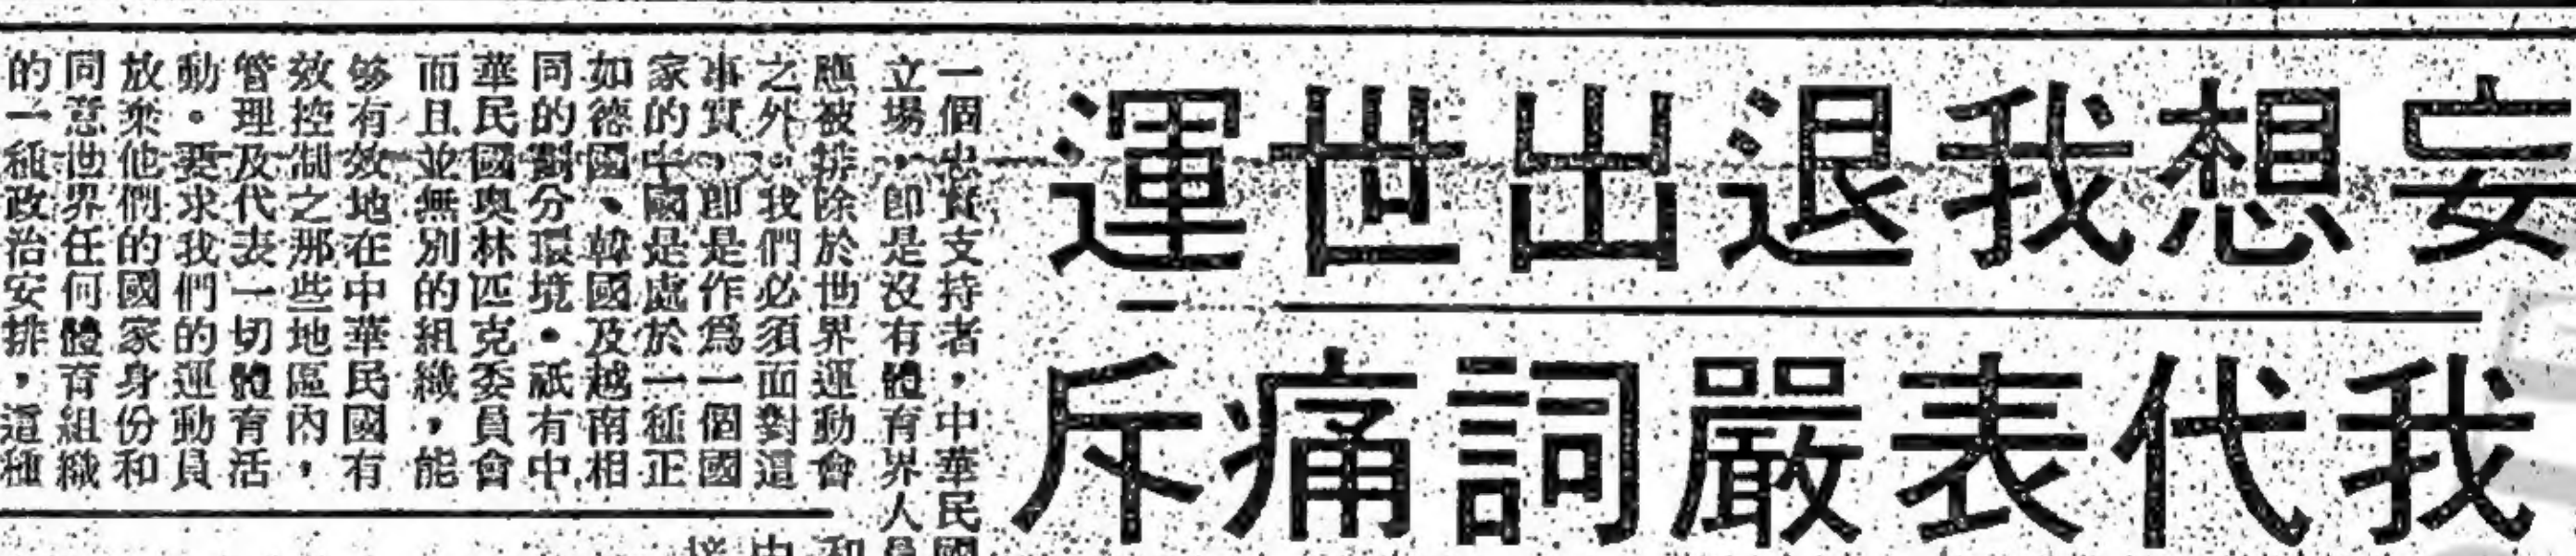 妄想我退出世運
我代表嚴詞痛斥
一個忠實支持者，中華民國
立場，即是沒有體育界人員
應被排除於世界運動會
之外。我們必須面對這
事實，即是作爲一個國
家的中國是處於一種正
如德國、韓國及越南相
同的劃分環境。祇有中
華民國奧林匹克委員會
而且並無別的組織，能
够有效地在中華民國有
效控制之那些地區內，
管理及代表一切體育活
動。要求我們的運動員
放棄他們的國家身份和
同意世界任何體育組織
的一種政治安排，這種